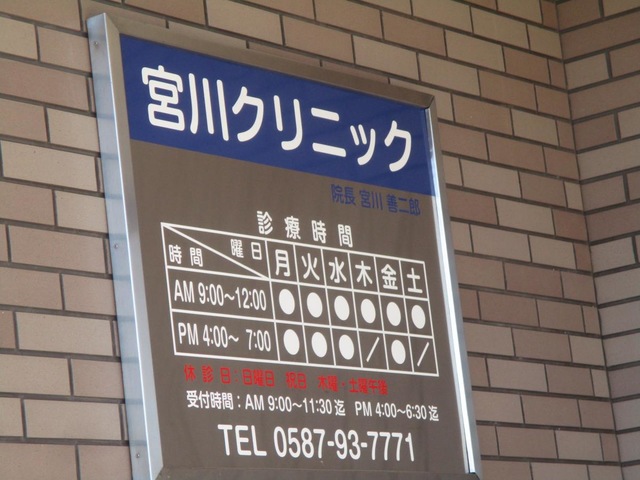 宮川クリニック
院長 宮川 善二郎
診療時間
時間 曜日 月 火 水 木 金 土
AM 9:00～12:00 ● ● ● ● ● ●
PM 4:00～ 7:00 ● ● ● / ● /
休 診 日：日曜日 祝日 木曜・土曜午後
受付時間：AM 9:00～11:30迄 PM 4:00～6:30迄
TEL 0587-93-7771